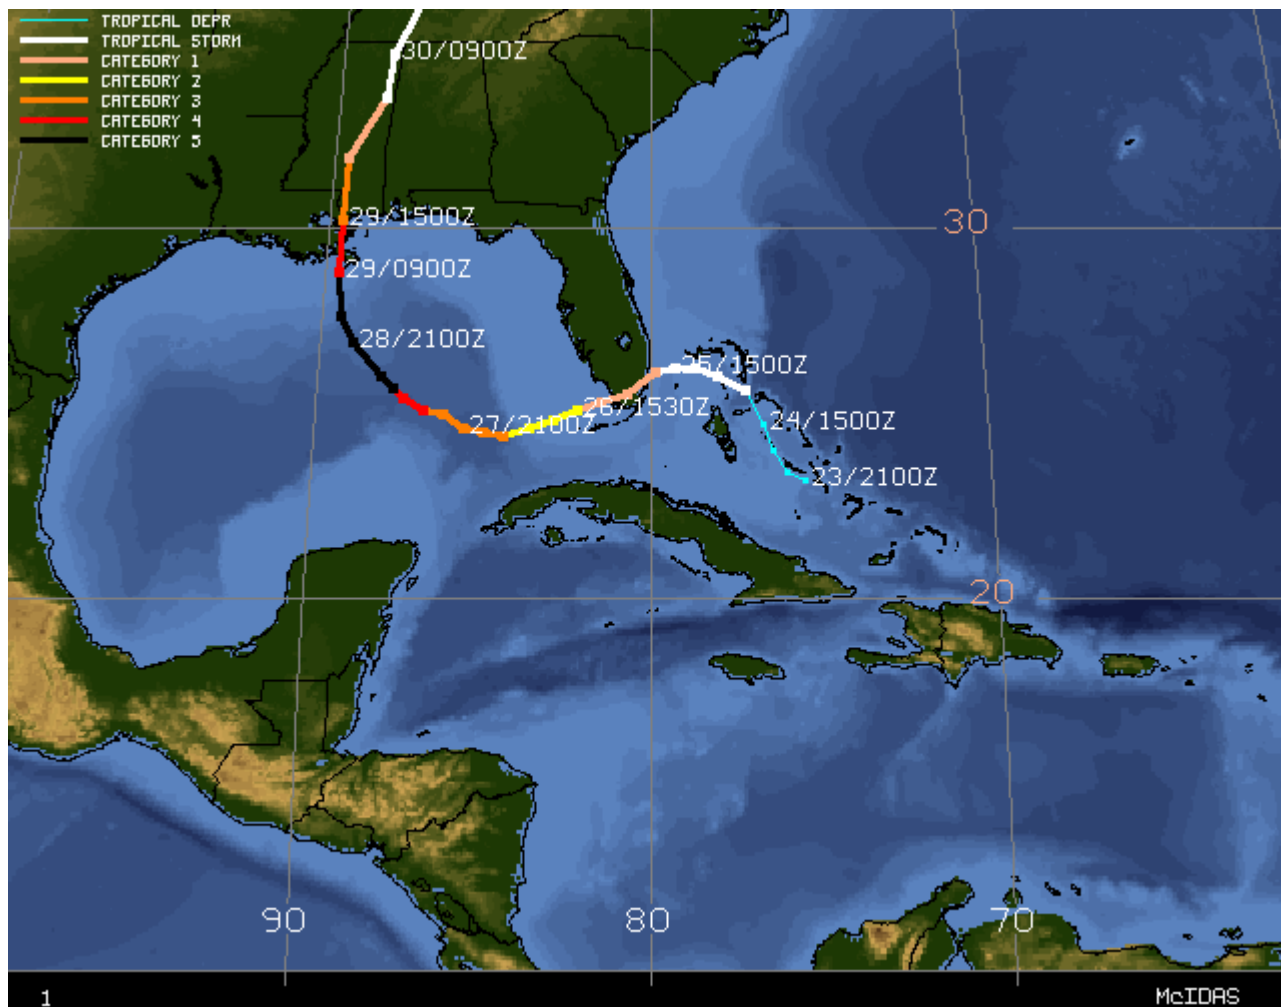 TROPICAL DEPR
TROPICAL STORM
CATEGORY 1
CATEGORY 2
CATEGORY 3
CATEGORY 4
CATEGORY 5
30/0900Z
29/1500Z
30
29/0900Z
28/2100Z
25/1500Z
26/1530Z
27/2100Z
24/1500Z
23/2100Z
20
90
80
70
1
McIDAS